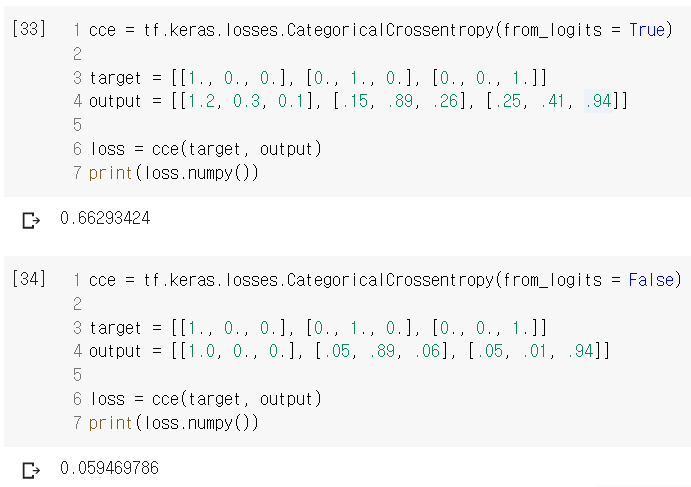 [33] 1 cce = tf.keras.losses.CategoricalCrossentropy(from_logits = True)
2
3 target = [[1., 0., 0.], [0., 1., 0.], [0., 0., 1.]]
4 output = [[1.2, 0.3, 0.1], [.15, .89, .26], [.25, .41, .94]]
5
6 loss = cce(target, output)
7 print(loss.numpy())
0.66293424
[34] 1 cce = tf.keras.losses.CategoricalCrossentropy(from_logits = False)
2
3 target = [[1., 0., 0.], [0., 1., 0.], [0., 0., 1.]]
4 output = [[1.0, 0., 0.], [.05, .89, .06], [.05, .01, .94]]
5
6 loss = cce(target, output)
7 print(loss.numpy())
0.059469786